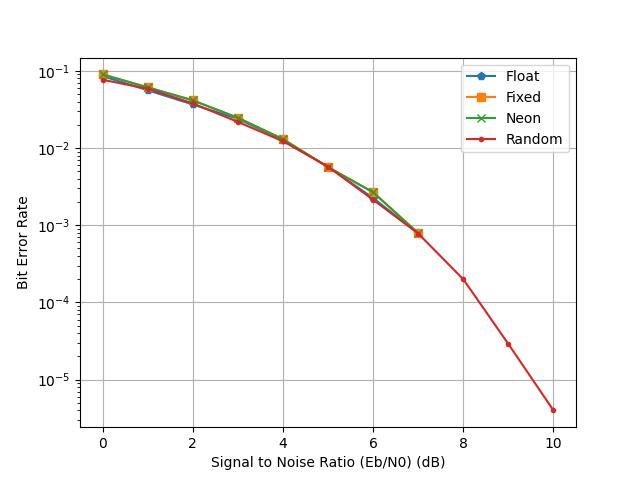 Float
Fixed
Neon
Random
Bit Error Rate
10⁻¹
10⁻²
10⁻³
10⁻⁴
10⁻⁵
0 2 4 6 8 10
Signal to Noise Ratio (Eb/N0) (dB)